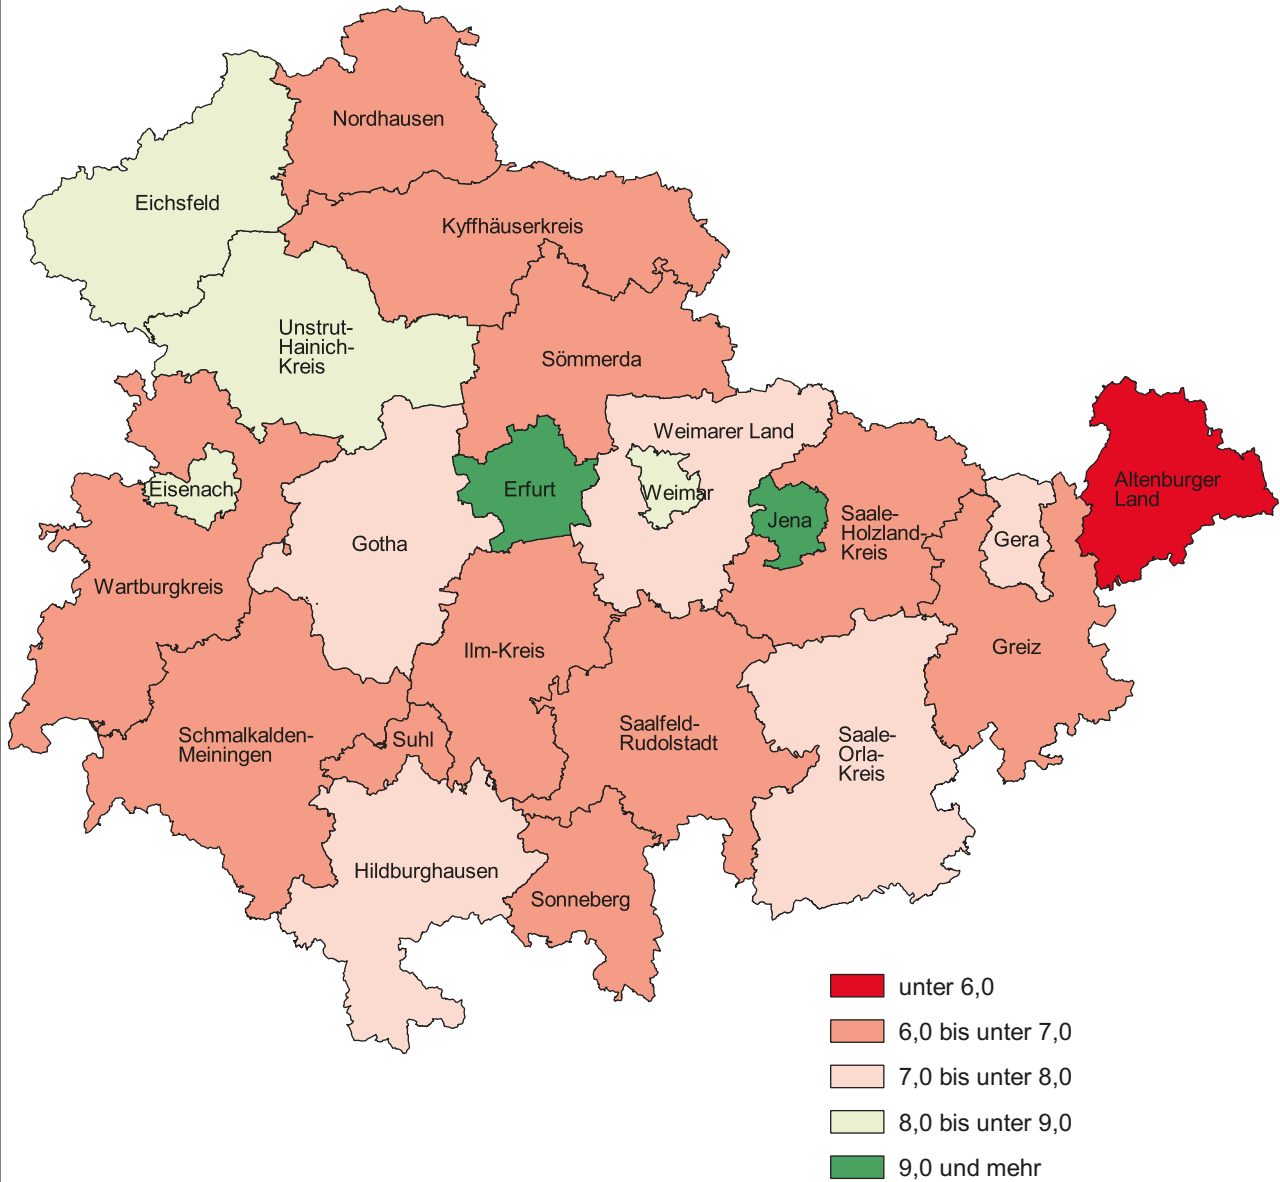 Nordhausen
Eichsfeld
Kyffhäuserkreis
Unstrut-
Hainich-
Kreis
Sömmerda
Weimarer Land
Altenburger
Land
Eisenach
Erfurt
Weimar
Jena
Saale-
Holzland-
Kreis
Gera
Gotha
Wartburgkreis
Ilm-Kreis
Greiz
Schmalkalden-
Meiningen
Suhl
Saalfeld-
Rudolstadt
Saale-
Orla-
Kreis
Hildburghausen
Sonneberg
unter 6,0
6,0 bis unter 7,0
7,0 bis unter 8,0
8,0 bis unter 9,0
9,0 und mehr